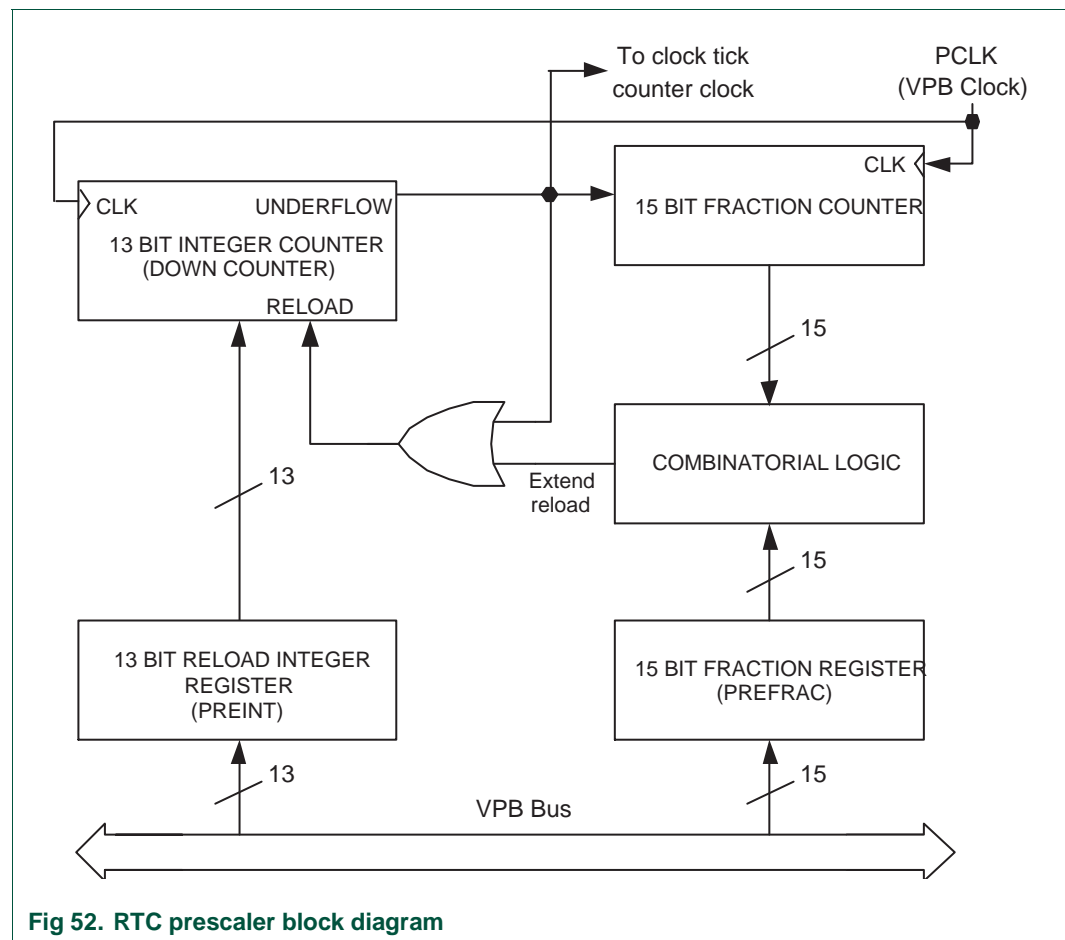 To clock tick
counter clock
PCLK
(VPB Clock)
CLK
UNDERFLOW
13 BIT INTEGER COUNTER
(DOWN COUNTER)
RELOAD
CLK
15 BIT FRACTION COUNTER
15
COMBINATORIAL LOGIC
Extend
reload
13
15
13 BIT RELOAD INTEGER
REGISTER
(PREINT)
15 BIT FRACTION REGISTER
(PREFRAC)
13
15
VPB Bus
Fig 52. RTC prescaler block diagram